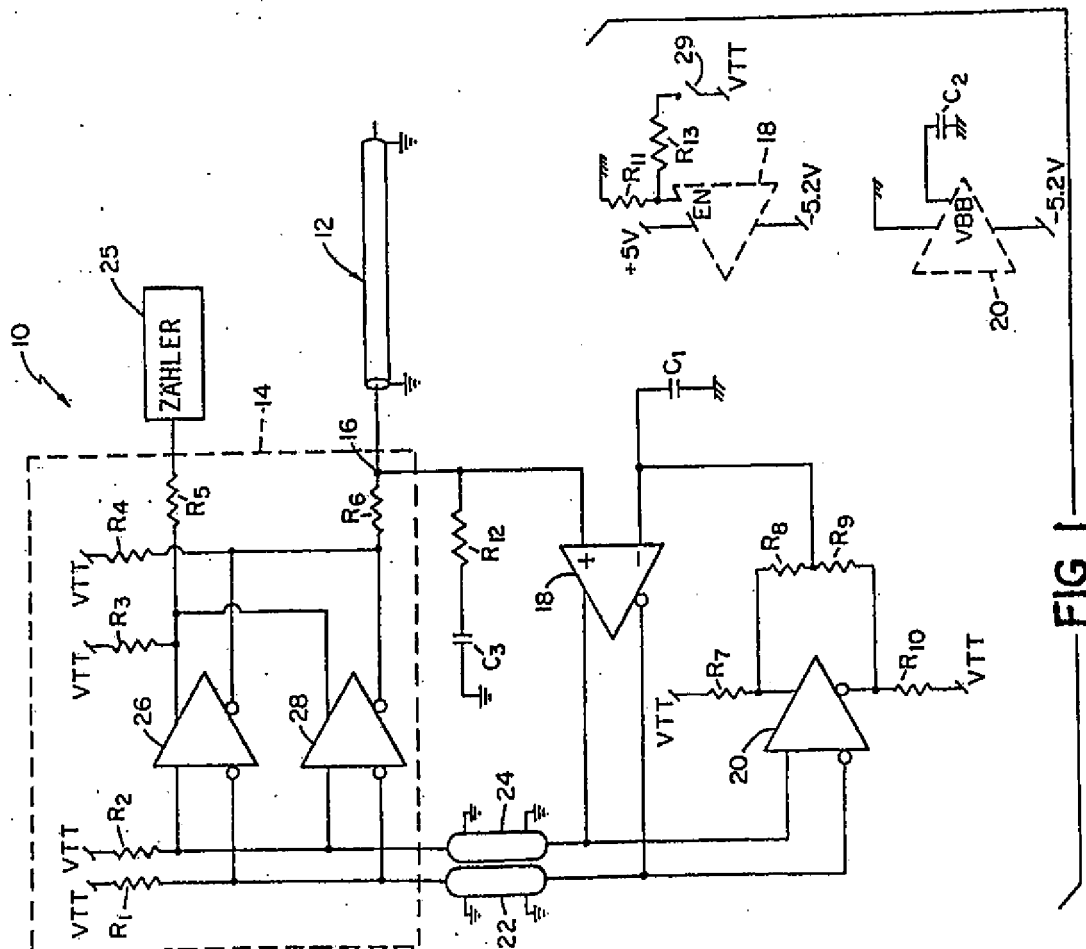 10
25
ZÄHLER
14
VTT
R4
VTT
R3
R5
26
VTT
R2
VTT
R1
28
R6
16
12
24
22
R12
C3
18
+
−
C1
R8
R9
VTT
R7
20
R10
VTT
+5V
R11
R13
29
VTT
EN
18
-5.2V
VBB
C2
20
-5.2V
FIG 1